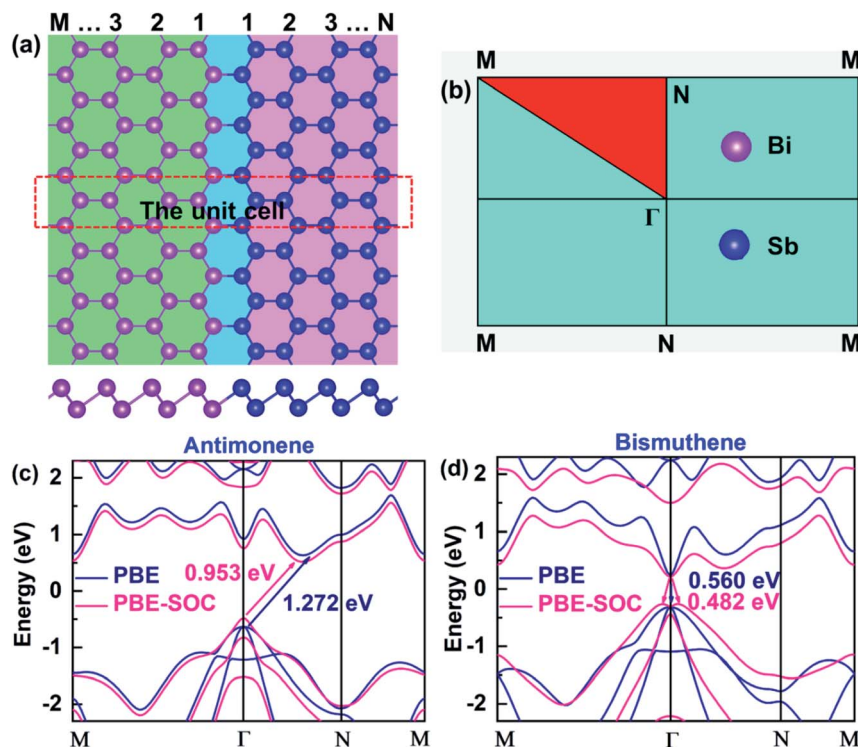 M ... 3 2 1 1 2 3... N
(a)
The unit cell
M M
(b)
N
Bi
Γ
Sb
M N M
Antimonene
(c)
2
1
0
-1
-2
Energy (eV)
PBE
PBE-SOC
0.953 eV
1.272 eV
M Γ N M
Bismuthene
(d)
2
1
0
-1
-2
Energy (eV)
PBE
PBE-SOC
0.560 eV
0.482 eV
M Γ N M